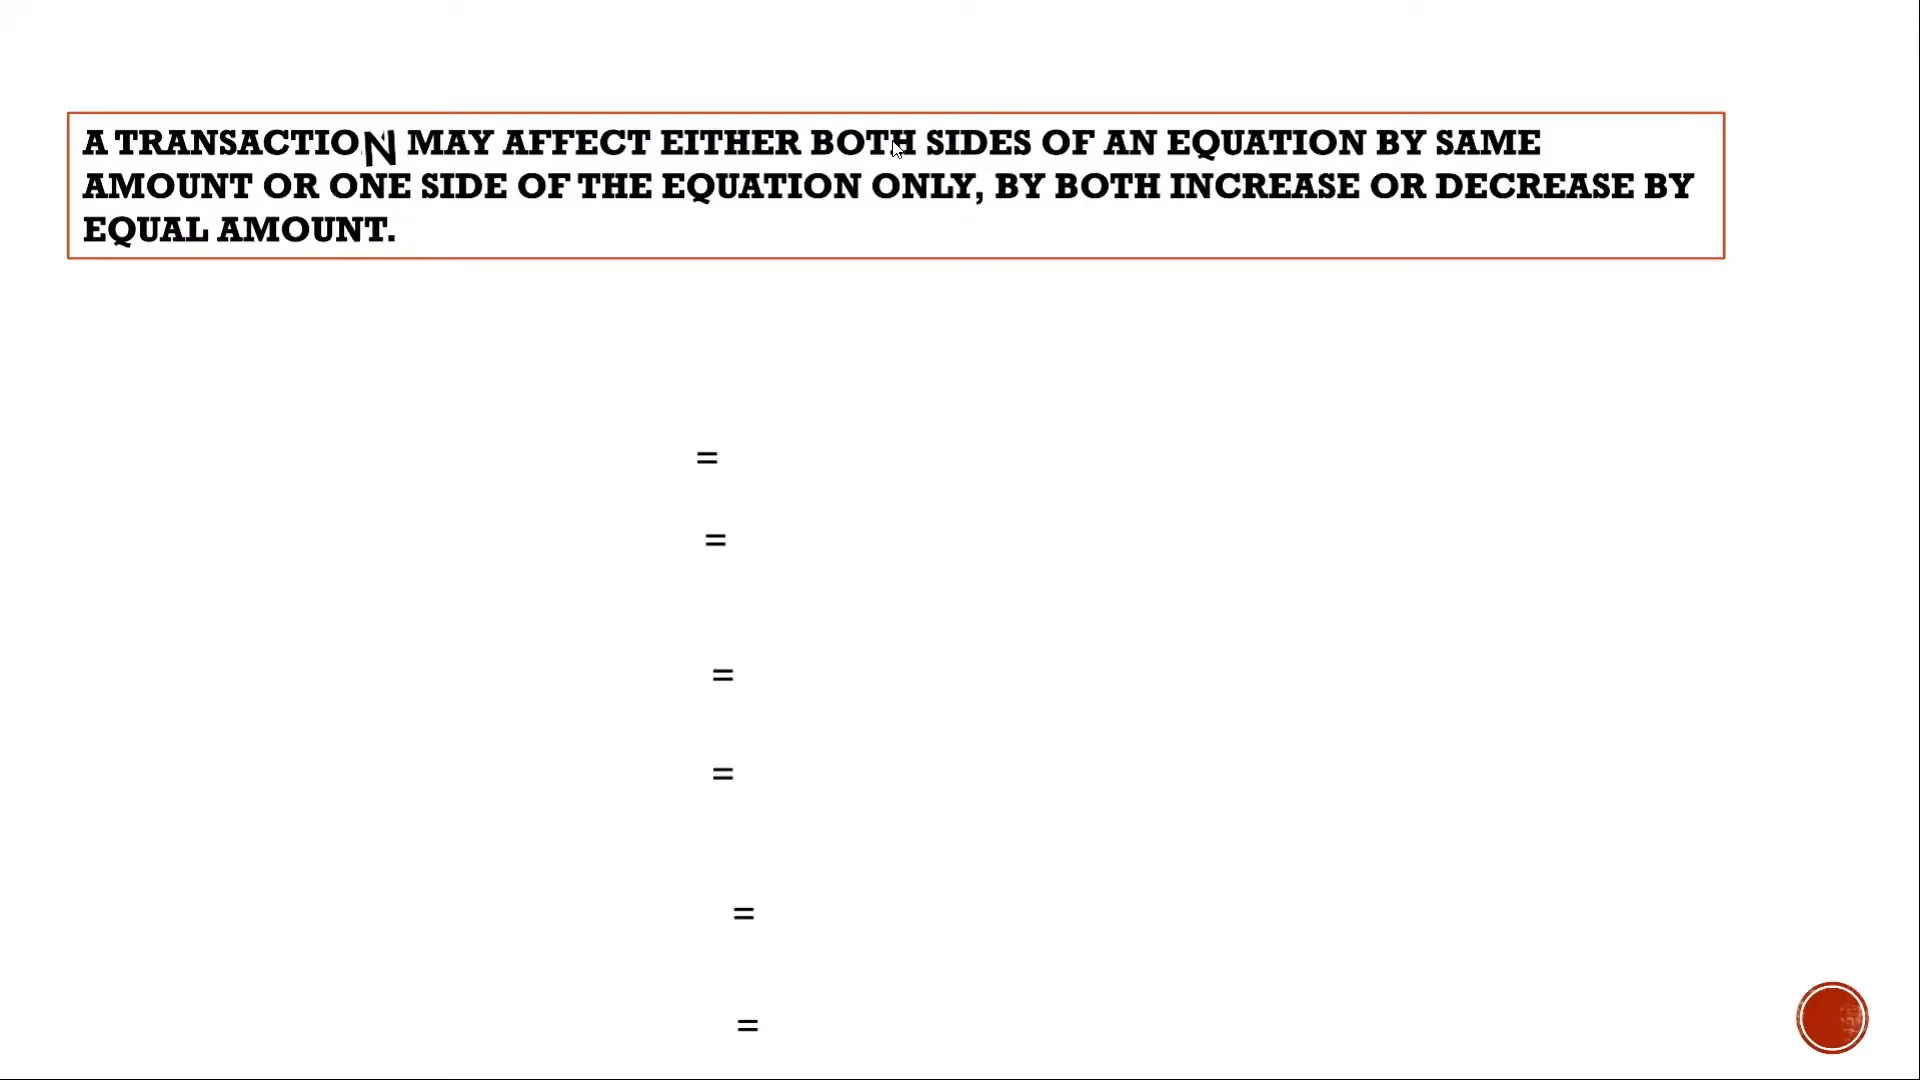 A TRANSACTION MAY AFFECT EITHER BOTH SIDES OF AN EQUATION BY SAME
AMOUNT OR ONE SIDE OF THE EQUATION ONLY, BY BOTH INCREASE OR DECREASE BY
EQUAL AMOUNT.
=
=
=
=
=
=